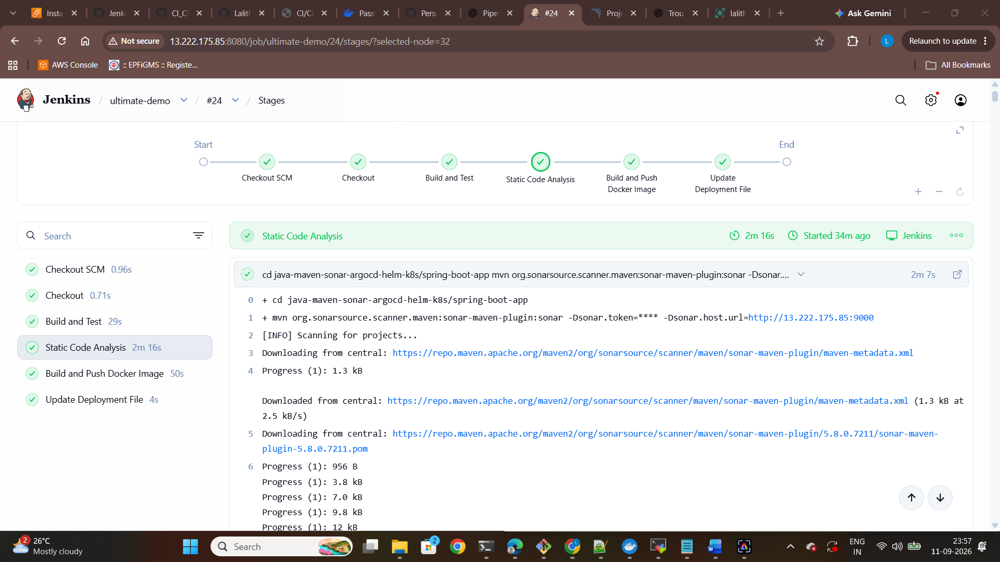 Insta
Jenki
CI_CI
Lalith
CI/CI
Passw
Perso
Pipel
#24
Proje
Trou
lalith
Ask Gemini
Not secure
13.222.175.85:8080/job/ultimate-demo/24/stages/?selected-node=32
L
Relaunch to update
AWS Console
:: EPFiGMS :: Registe...
All Bookmarks
Jenkins / ultimate-demo / #24 / Stages
Start
End
Checkout SCM
Checkout
Build and Test
Static Code Analysis
Build and Push
Docker Image
Update
Deployment File
Search
Checkout SCM 0.96s
Checkout 0.71s
Build and Test 29s
Static Code Analysis 2m 16s
Build and Push Docker Image 50s
Update Deployment File 4s
Static Code Analysis
2m 16s
Started 34m ago
Jenkins
cd java-maven-sonar-argocd-helm-k8s/spring-boot-app mvn org.sonarsource.scanner.maven:sonar-maven-plugin:sonar -Dsonar....
2m 7s
0 + cd java-maven-sonar-argocd-helm-k8s/spring-boot-app
1 + mvn org.sonarsource.scanner.maven:sonar-maven-plugin:sonar -Dsonar.token=**** -Dsonar.host.url=http://13.222.175.85:9000
2 [INFO] Scanning for projects...
3 Downloading from central: https://repo.maven.apache.org/maven2/org/sonarsource/scanner/maven/sonar-maven-plugin/maven-metadata.xml
4 Progress (1): 1.3 kB
Downloaded from central: https://repo.maven.apache.org/maven2/org/sonarsource/scanner/maven/sonar-maven-plugin/maven-metadata.xml (1.3 kB at
2.5 kB/s)
5 Downloading from central: https://repo.maven.apache.org/maven2/org/sonarsource/scanner/maven/sonar-maven-plugin/5.8.0.7211/sonar-maven-
plugin-5.8.0.7211.pom
6 Progress (1): 956 B
Progress (1): 3.8 kB
Progress (1): 7.0 kB
Progress (1): 9.8 kB
Progress (1): 12 kB
2
26°C
Mostly cloudy
Search
2
ENG
IN
23:57
11-09-2026